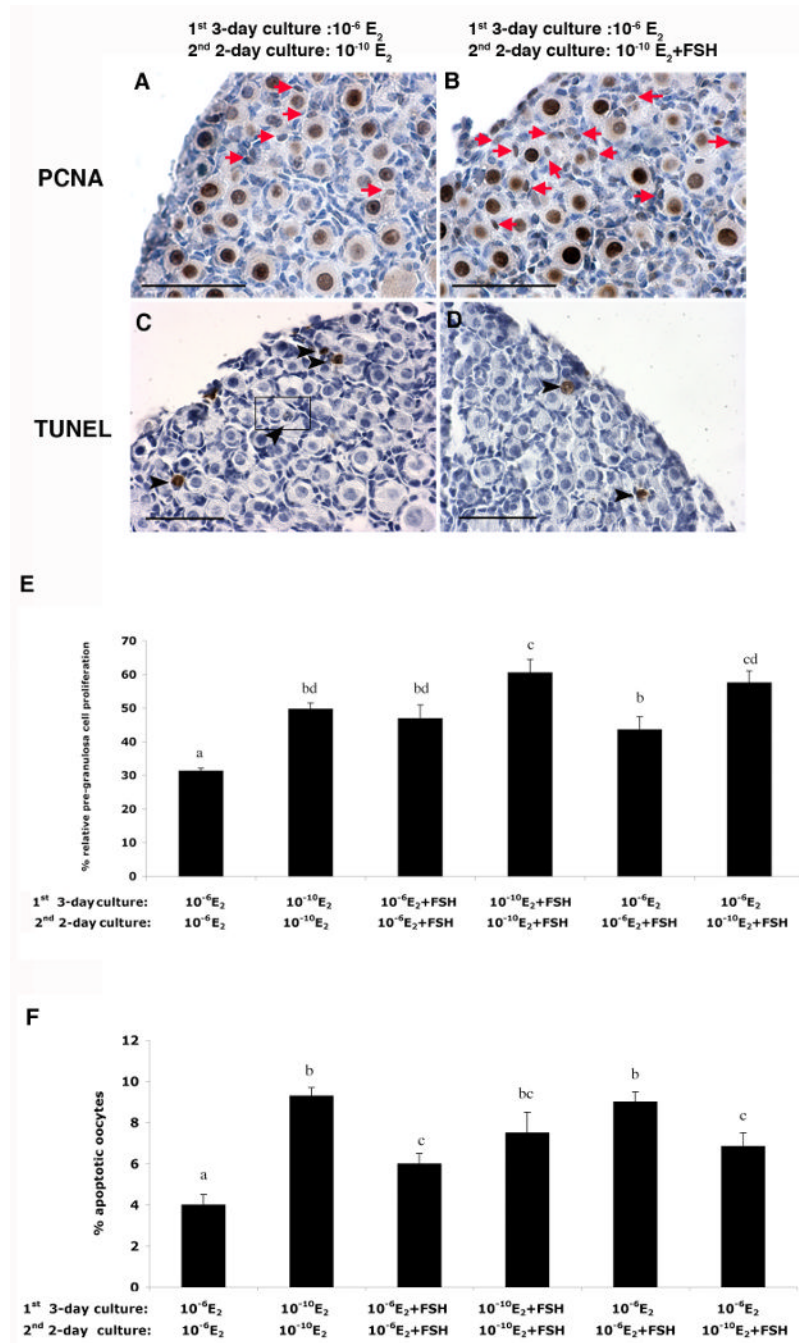 1st 3-day culture :10-6 E2
2nd 2-day culture: 10-10 E2
1st 3-day culture :10-6 E2
2nd 2-day culture: 10-10 E2+FSH
A
B
PCNA
C
D
TUNEL
E
% relative pre-granulosa cell proliferation
70
60
50
40
30
20
10
0
a
bd
bd
c
b
cd
1st 3-day culture: 10-6E2 10-10E2 10-6E2+FSH 10-10E2+FSH 10-6E2 10-6E2
2nd 2-day culture: 10-6E2 10-10E2 10-6E2+FSH 10-10E2+FSH 10-6E2+FSH 10-10E2+FSH
F
% apoptotic oocytes
12
10
8
6
4
2
0
a
b
c
bc
b
c
1st 3-day culture: 10-6E2 10-10E2 10-6E2+FSH 10-10E2+FSH 10-6E2 10-6E2
2nd 2-day culture: 10-6E2 10-10E2 10-6E2+FSH 10-10E2+FSH 10-6E2+FSH 10-10E2+FSH